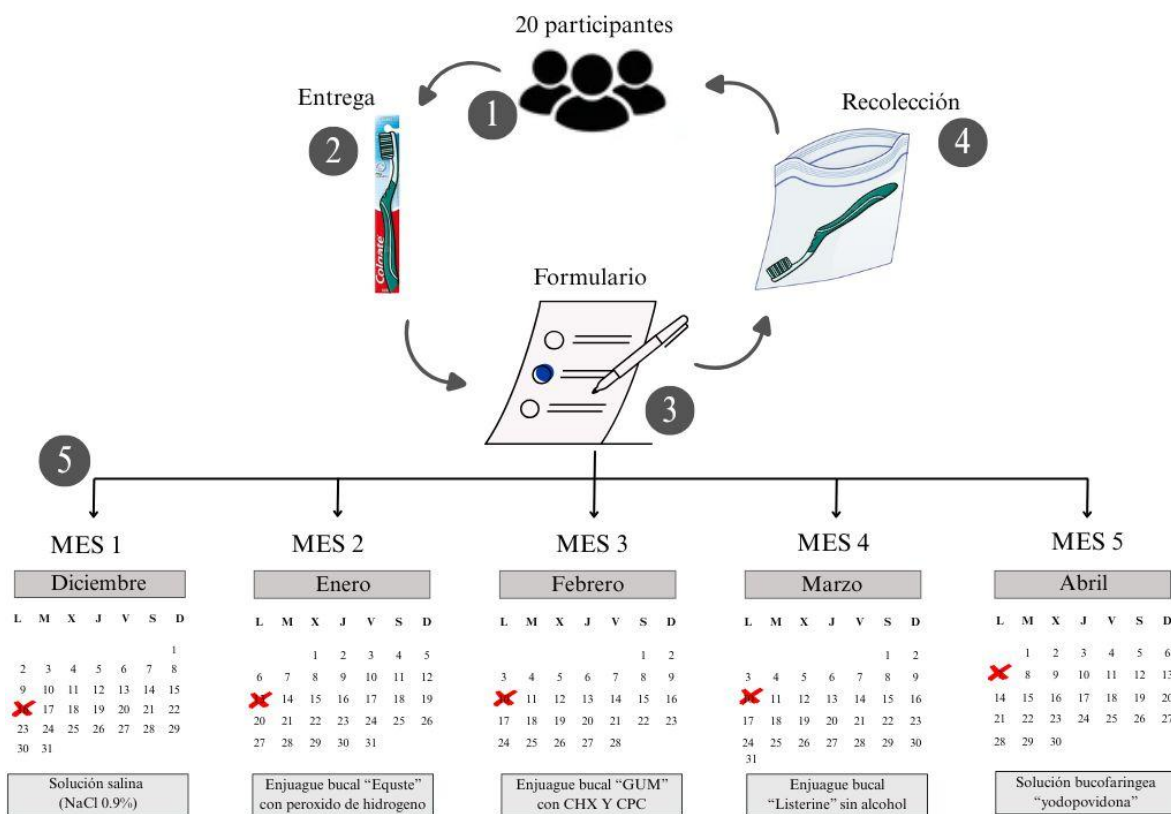 20 participantes
1
Entrega
2
Colgate
Recolección
4
Formulario
3
5
MES 1
Diciembre
L M X J V S D
1
2 3 4 5 6 7 8
9 10 11 12 13 14 15
17 18 19 20 21 22
23 24 25 26 27 28 29
30 31
Solución salina
(NaCl 0.9%)
MES 2
Enero
L M X J V S D
1 2 3 4 5
6 7 8 9 10 11 12
14 15 16 17 18 19
20 21 22 23 24 25 26
27 28 29 30 31
Enjuague bucal “Equste”
con peroxido de hidrogeno
MES 3
Febrero
L M X J V S D
1 2
3 4 5 6 7 8 9
11 12 13 14 15 16
17 18 19 20 21 22 23
24 25 26 27 28
Enjuague bucal “GUM”
con CHX Y CPC
MES 4
Marzo
L M X J V S D
1 2
3 4 5 6 7 8 9
11 12 13 14 15 16
17 18 19 20 21 22 23
24 25 26 27 28 29 30
31
Enjuague bucal
“Listerine” sin alcohol
MES 5
Abril
L M X J V S D
1 2 3 4 5 6
8 9 10 11 12 13
14 15 16 17 18 19 20
21 22 23 24 25 26 27
28 29 30
Solución bucofaringea
“yodopovidona”